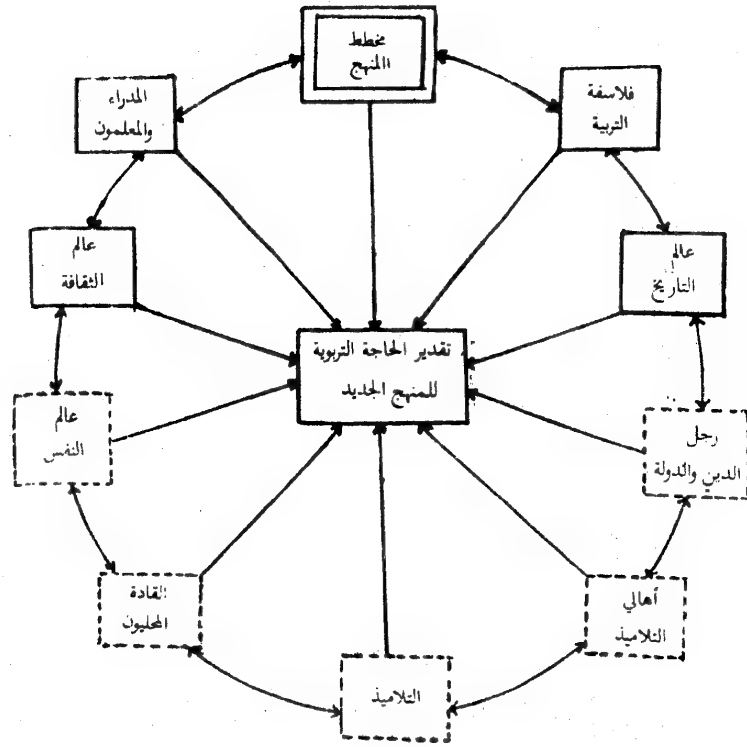 مخطط
المنهج
فلاسفة
التربية
عالم
التأريخ
رجل
الدين والدولة
أهالي
التلاميذ
التلاميذ
القادة
المحليون
عالم
النفس
عالم
الثقافة
المدراء
والمعلمون
تقدير الحاجة التربوية
للمنهج الجديد